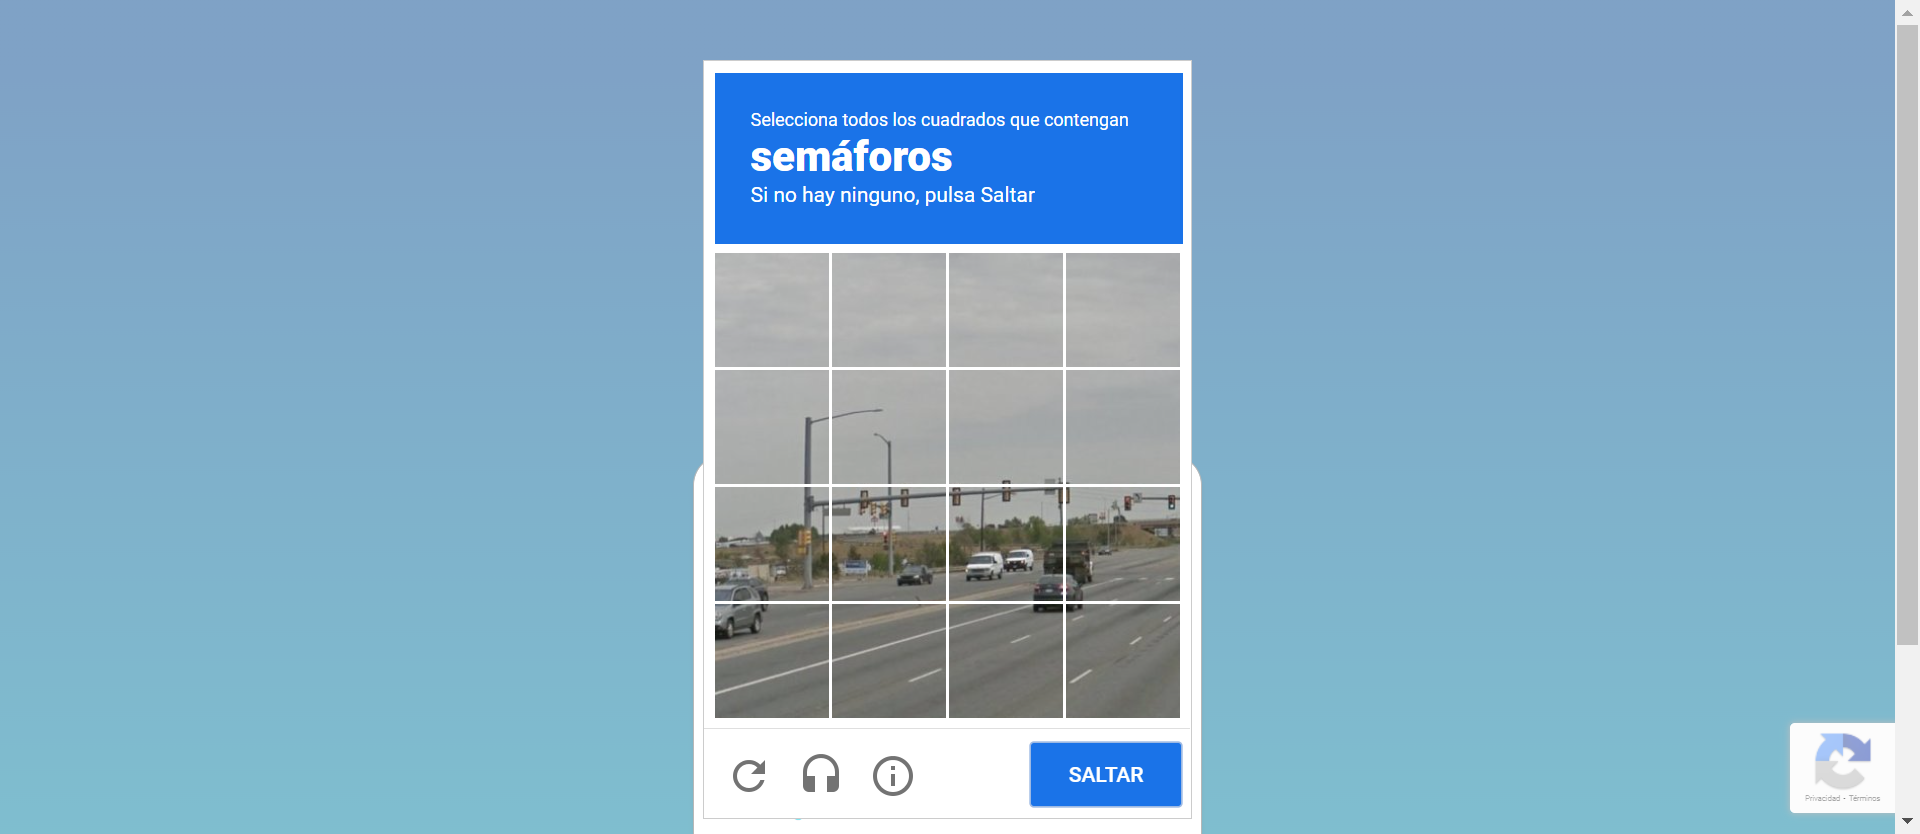 Selecciona todos los cuadrados que contengan
semáforos
Si no hay ninguno, pulsa Saltar
SALTAR
Privacidad - Términos